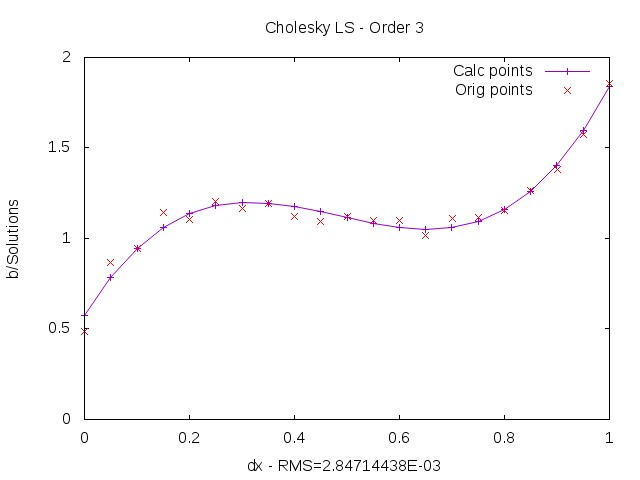 Cholesky LS - Order 3
2
Calc points
Orig points
1.5
1
0.5
0
b/Solutions
0 0.2 0.4 0.6 0.8 1
dx - RMS=2.84714438E-03